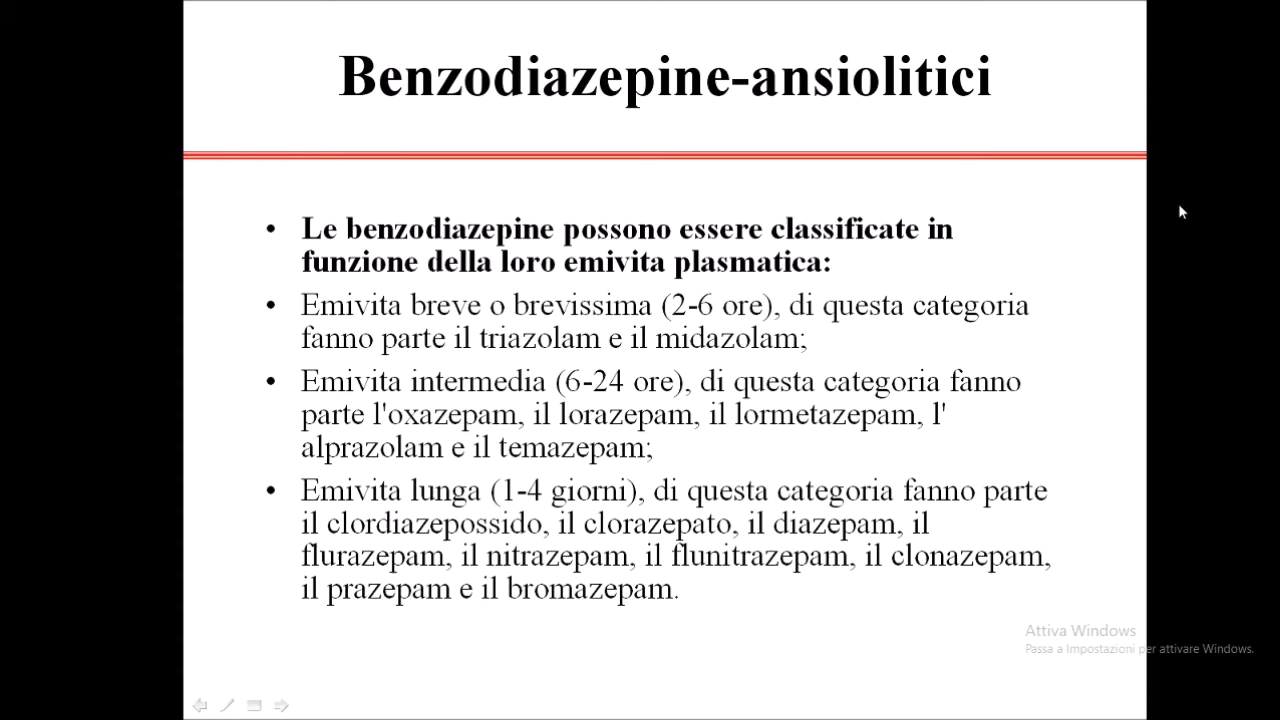 Benzodiazepine-ansiolitici
• Le benzodiazepine possono essere classificate in
funzione della loro emivita plasmatica:
• Emivita breve o brevissima (2-6 ore), di questa categoria
fanno parte il triazolam e il midazolam;
• Emivita intermedia (6-24 ore), di questa categoria fanno
parte l'oxazepam, il lorazepam, il lormetazepam, l'
alprazolam e il temazepam;
• Emivita lunga (1-4 giorni), di questa categoria fanno parte
il clordiazepossido, il clorazepato, il diazepam, il
flurazepam, il nitrazepam, il flunitrazepam, il clonazepam,
il prazepam e il bromazepam.
Attiva Windows
Passa a Impostazioni per attivare Windows.